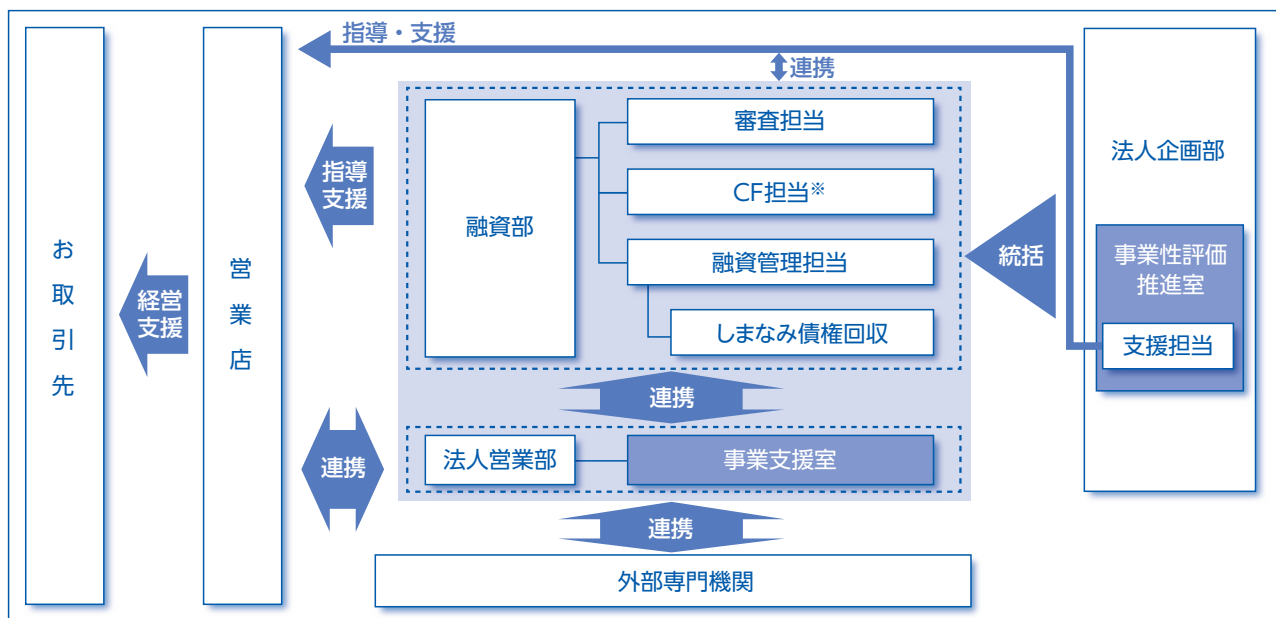 お取引先
営業店
指導・支援
連携
指導
支援
経営
支援
融資部
審査担当
CF担当※
融資管理担当
しまなみ債権回収
統括
法人企画部
事業性評価
推進室
支援担当
連携
連携
法人営業部
事業支援室
連携
外部専門機関